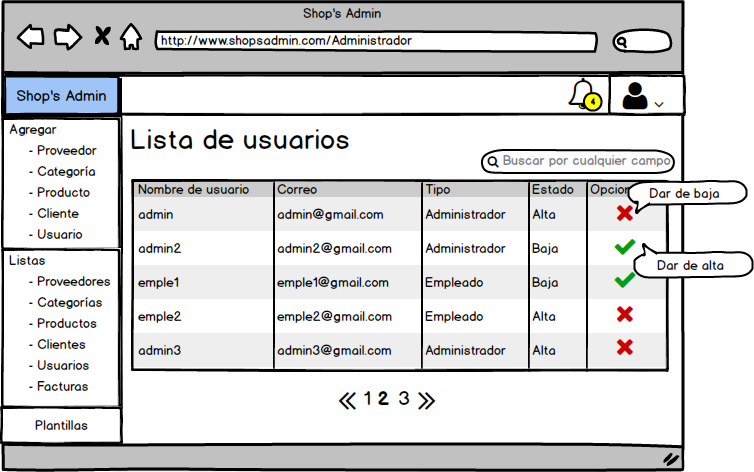 Shop's Admin
http://www.shopsadmin.com/Administrador
Shop's Admin
4
Agregar
- Proveedor
- Categoría
- Producto
- Cliente
- Usuario
Listas
- Proveedores
- Categorías
- Productos
- Clientes
- Usuarios
- Facturas
Plantillas
Lista de usuarios
Buscar por cualquier campo
Nombre de usuario Correo Tipo Estado Opcion
admin admin@gmail.com Administrador Alta
admin2 admin2@gmail.com Administrador Baja
emple1 emple1@gmail.com Empleado Baja
emple2 emple2@gmail.com Empleado Alta
admin3 admin3@gmail.com Administrador Alta
Dar de baja
Dar de alta
1 2 3